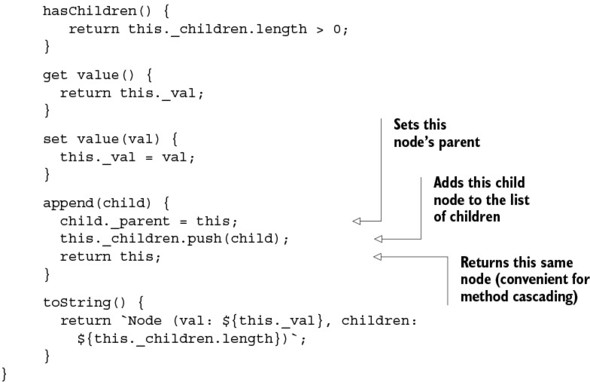 hasChildren() {
return this._children.length > 0;
}
get value() {
return this._val;
}
set value(val) {
this._val = val;
}
append(child) {
child._parent = this;
this._children.push(child);
return this;
}
toString() {
return `Node (val: ${this._val}, children:
${this._children.length})`;
}
}
Sets this
node's parent
Adds this child
node to the list
of children
Returns this same
node (convenient for
method cascading)